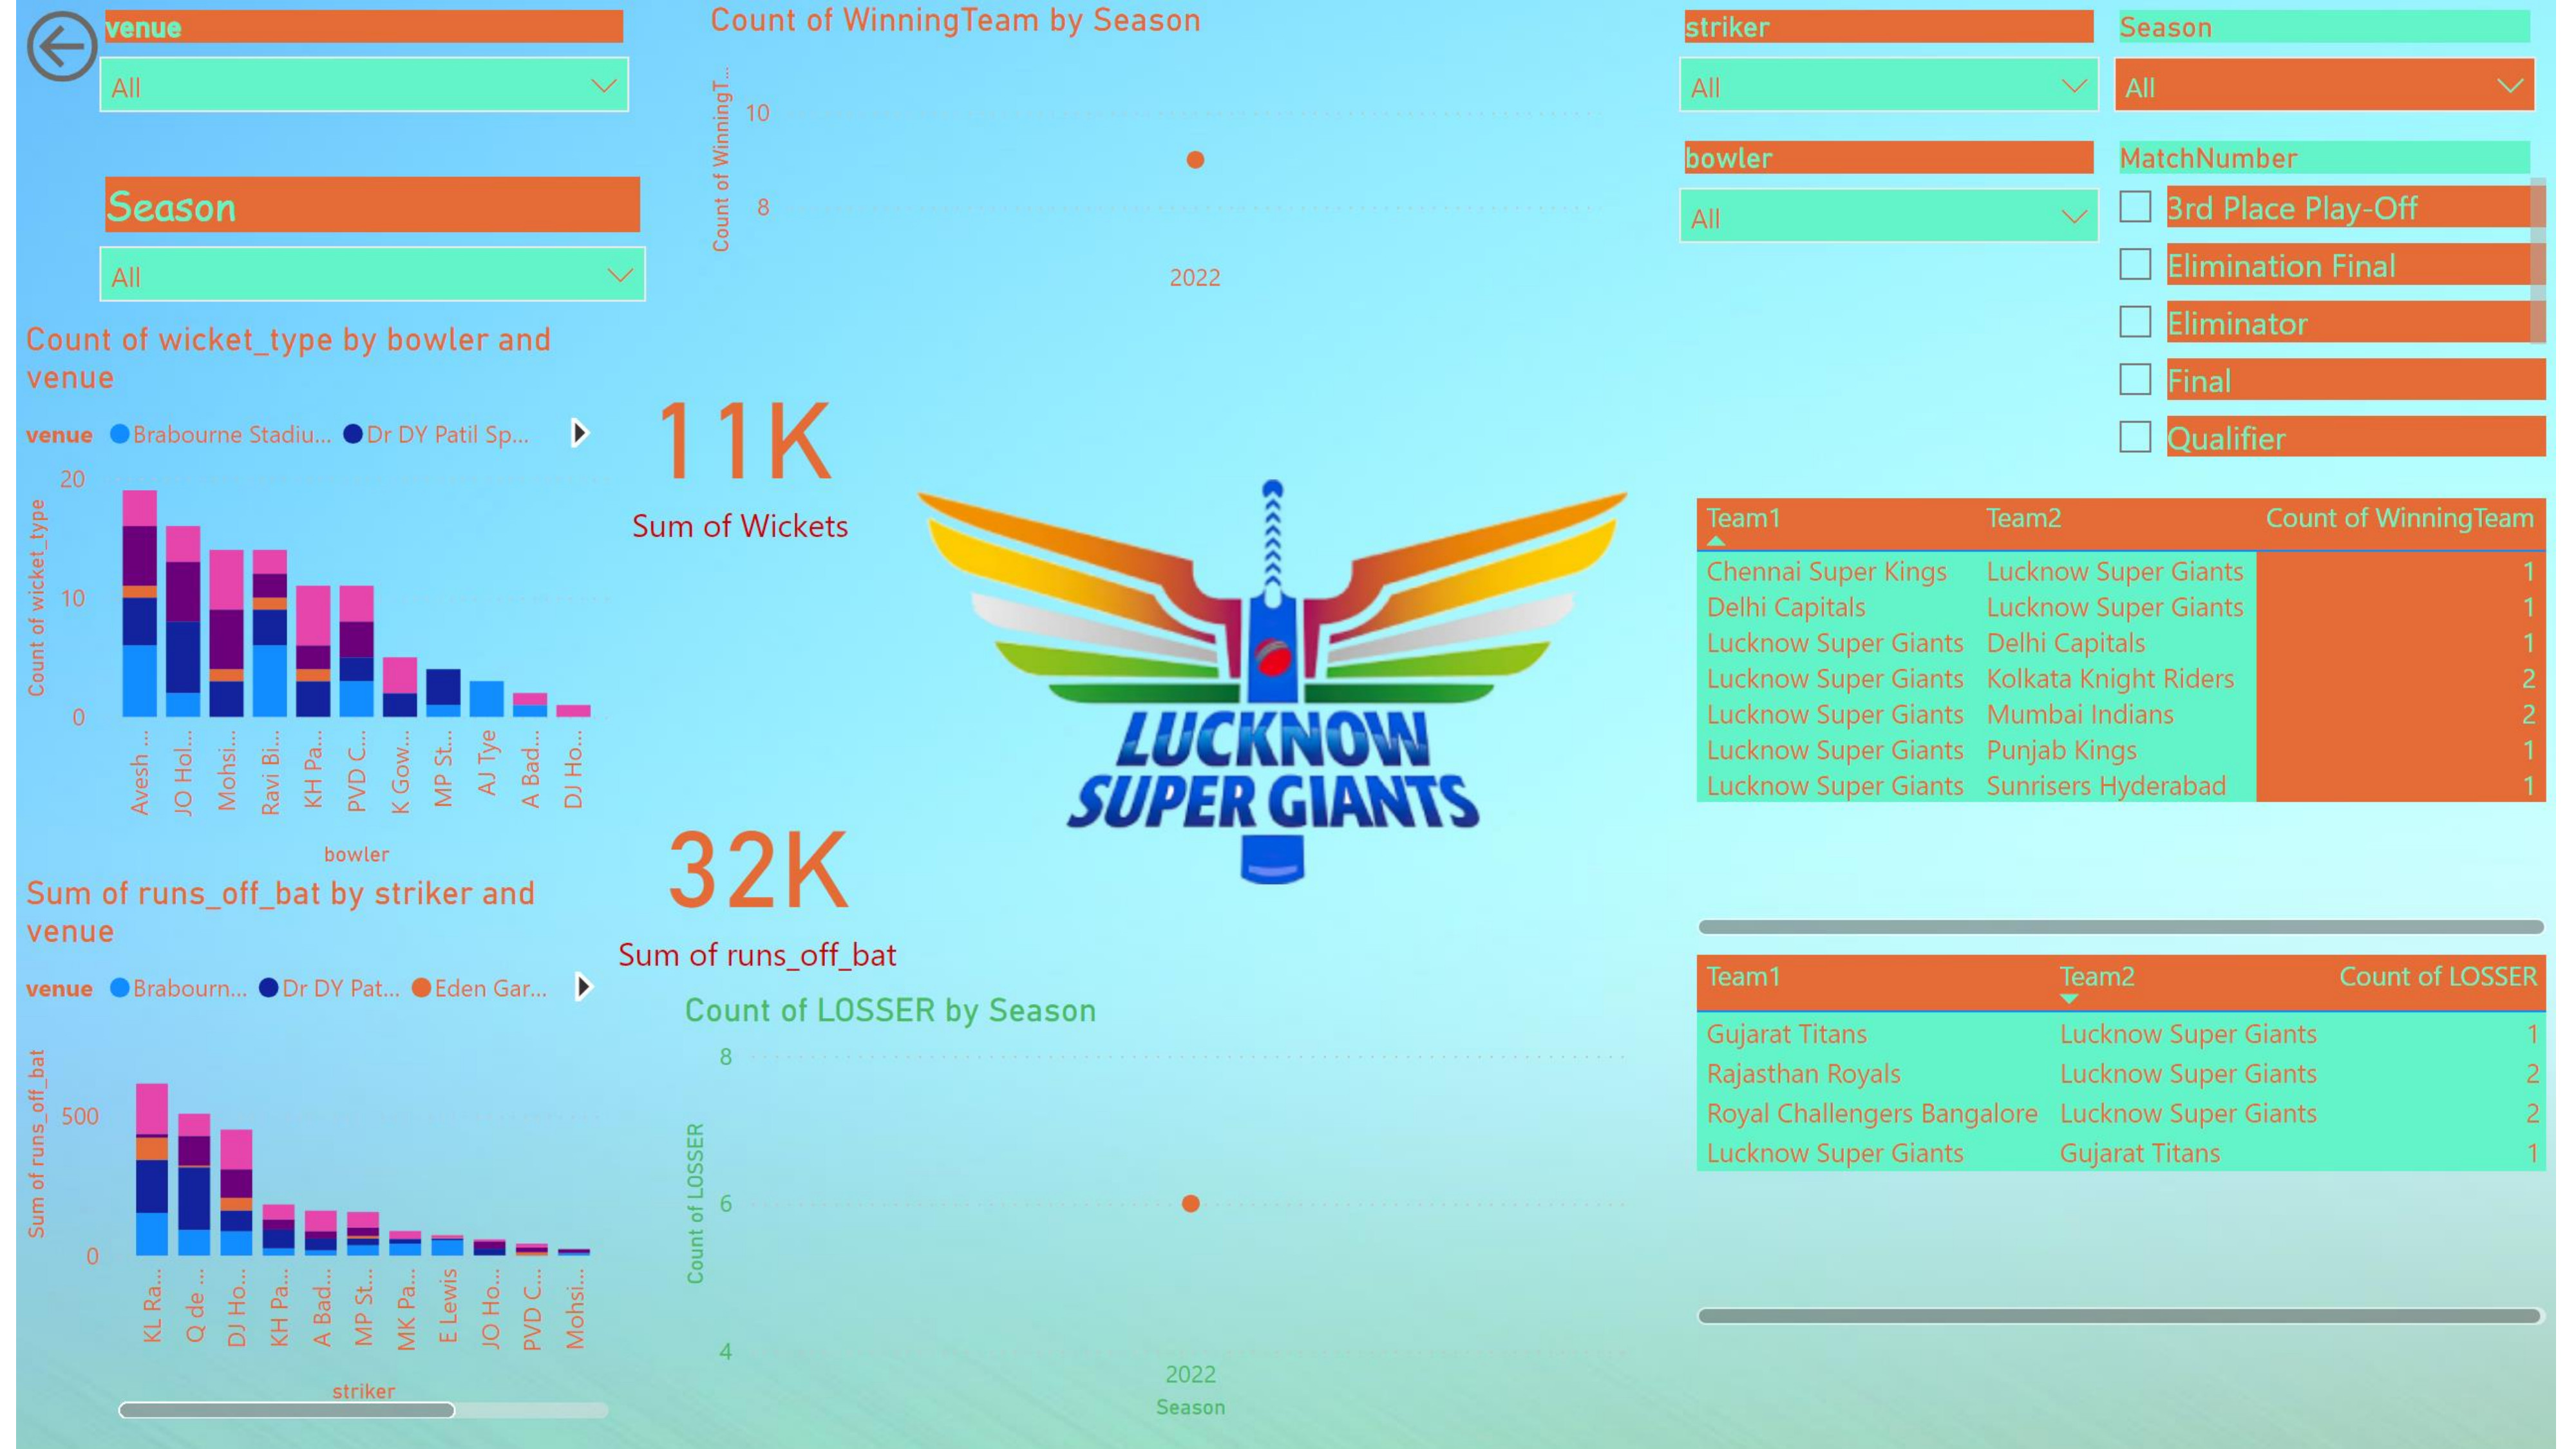 venue
All
Season
All
Count of WinningTeam by Season
Count of WinningT...
10
8
2022
striker
All
bowler
All
Season
All
MatchNumber
3rd Place Play-Off
Elimination Final
Eliminator
Final
Qualifier
Count of wicket_type by bowler and
venue
venue Brabourne Stadiu... Dr DY Patil Sp...
Count of wicket_type
20
10
0
Avesh ... JO Hol... Mohsi... Ravi Bi... KH Pa... PVD C... K Gow... MP St... AJ Tye A Bad... DJ Ho...
bowler
11K
Sum of Wickets
LUCKNOW
SUPER GIANTS
32K
Sum of runs_off_bat
Team1 Team2 Count of WinningTeam
Chennai Super Kings Lucknow Super Giants 1
Delhi Capitals Lucknow Super Giants 1
Lucknow Super Giants Delhi Capitals 1
Lucknow Super Giants Kolkata Knight Riders 2
Lucknow Super Giants Mumbai Indians 2
Lucknow Super Giants Punjab Kings 1
Lucknow Super Giants Sunrisers Hyderabad 1
Sum of runs_off_bat by striker and
venue
venue Brabourn... Dr DY Pat... Eden Gar...
Sum of runs_off_bat
500
0
KL Ra... Q de ... DJ Ho... KH Pa... A Bad... MP St... MK Pa... E Lewis JO Ho... PVD C... Mohsi...
striker
Count of LOSSER by Season
Count of LOSSER
8
6
4
2022
Season
Team1 Team2 Count of LOSSER
Gujarat Titans Lucknow Super Giants 1
Rajasthan Royals Lucknow Super Giants 2
Royal Challengers Bangalore Lucknow Super Giants 2
Lucknow Super Giants Gujarat Titans 1